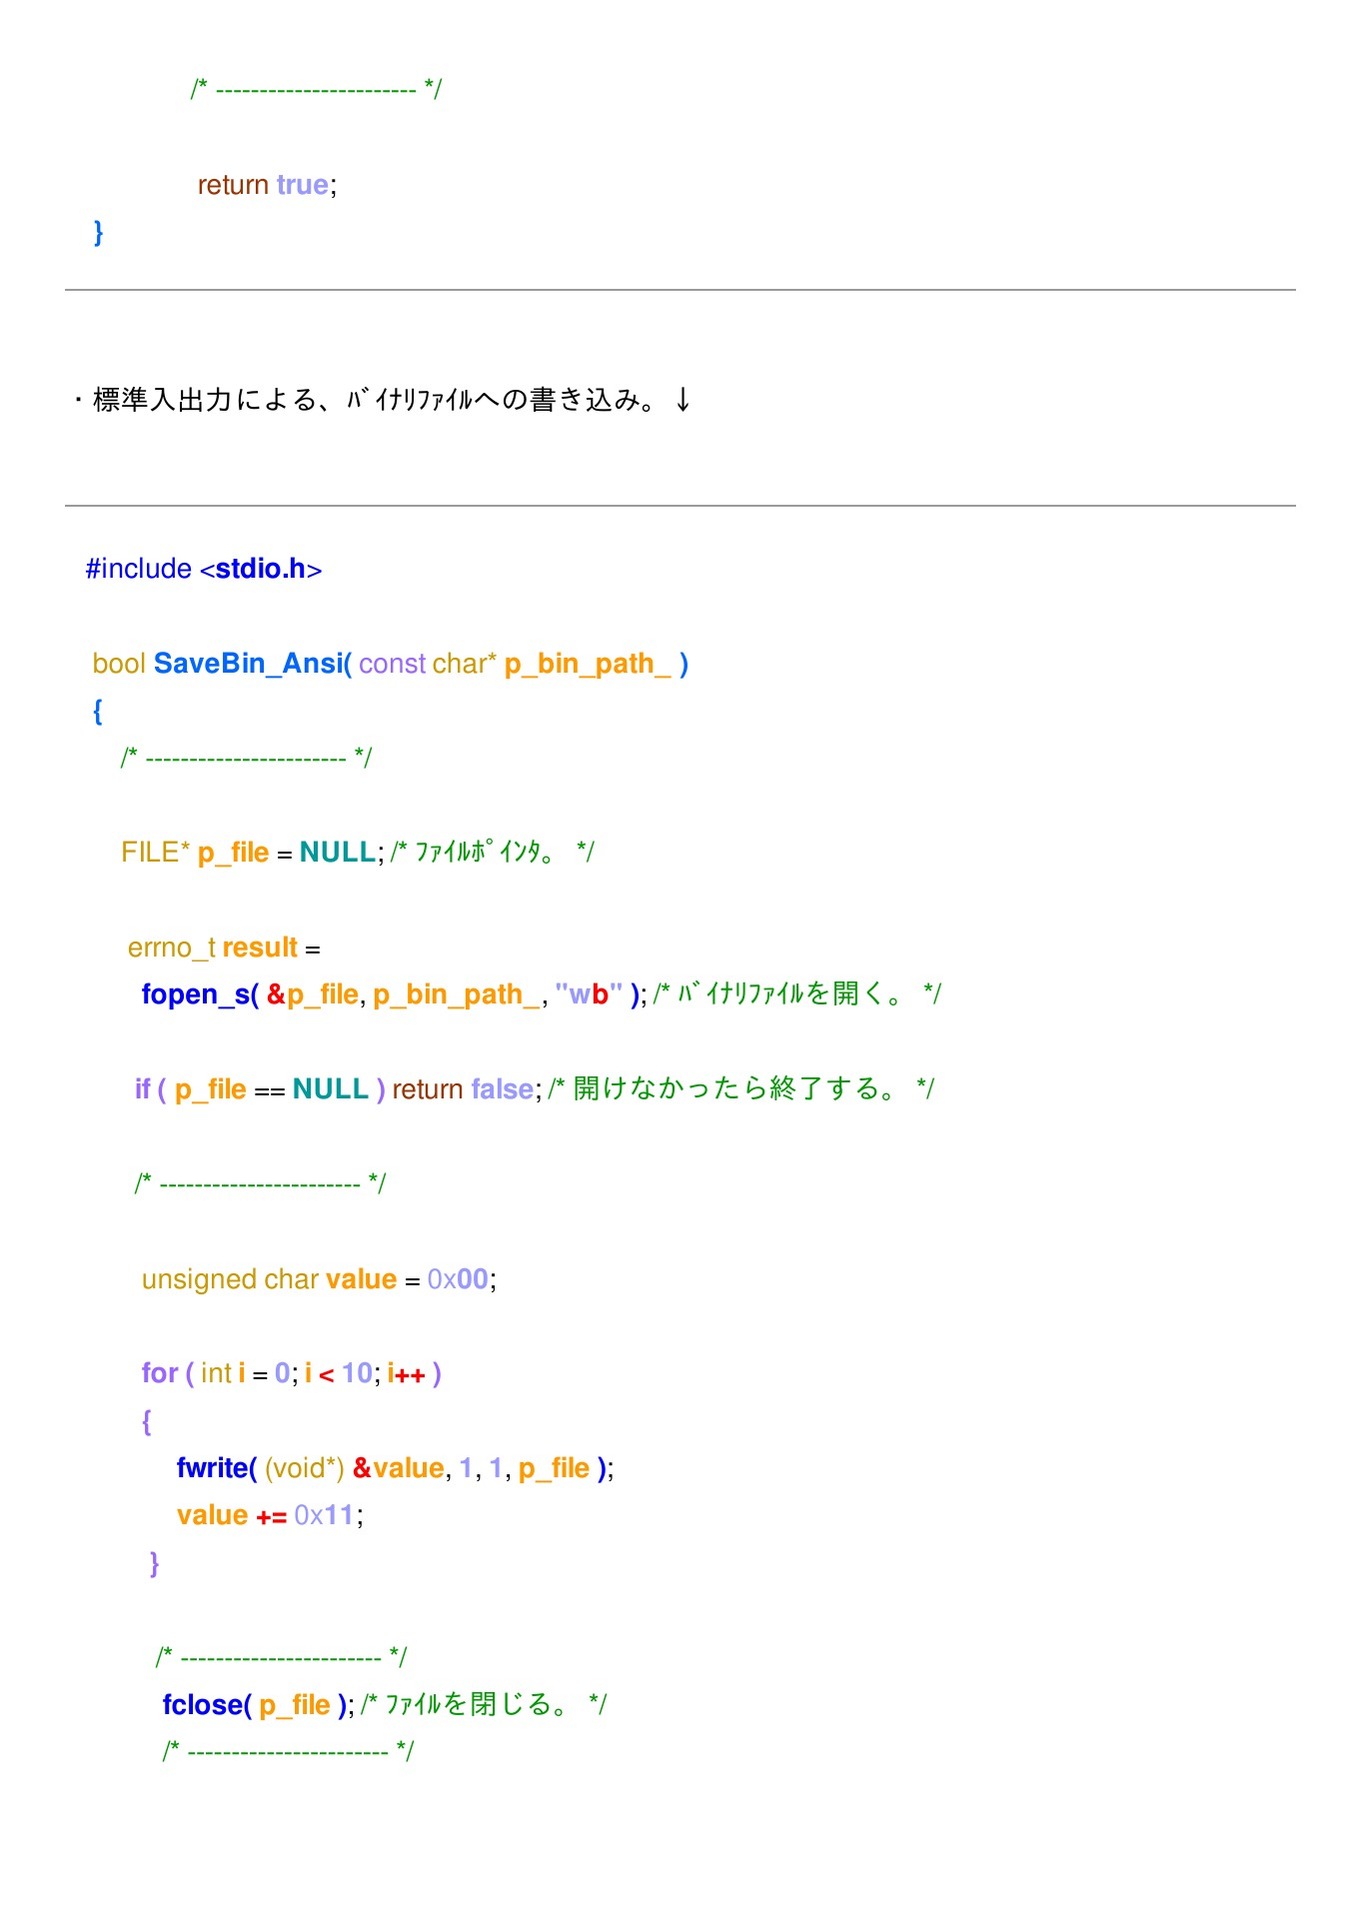 /* ----------------------- */
return true;
}
・標準入出力による、ﾊﾞｲﾅﾘﾌｧｲﾙへの書き込み。↓
#include <stdio.h>
bool SaveBin_Ansi( const char* p_bin_path_ )
{
/* ----------------------- */
FILE* p_file = NULL; /* ﾌｧｲﾙﾎﾟｲﾝﾀ。 */
errno_t result =
fopen_s( &p_file, p_bin_path_, "wb" ); /* ﾊﾞｲﾅﾘﾌｧｲﾙを開く。 */
if ( p_file == NULL ) return false; /* 開けなかったら終了する。 */
/* ----------------------- */
unsigned char value = 0x00;
for ( int i = 0; i < 10; i++ )
{
fwrite( (void*) &value, 1, 1, p_file );
value += 0x11;
}
/* ----------------------- */
fclose( p_file ); /* ﾌｧｲﾙを閉じる。 */
/* ----------------------- */